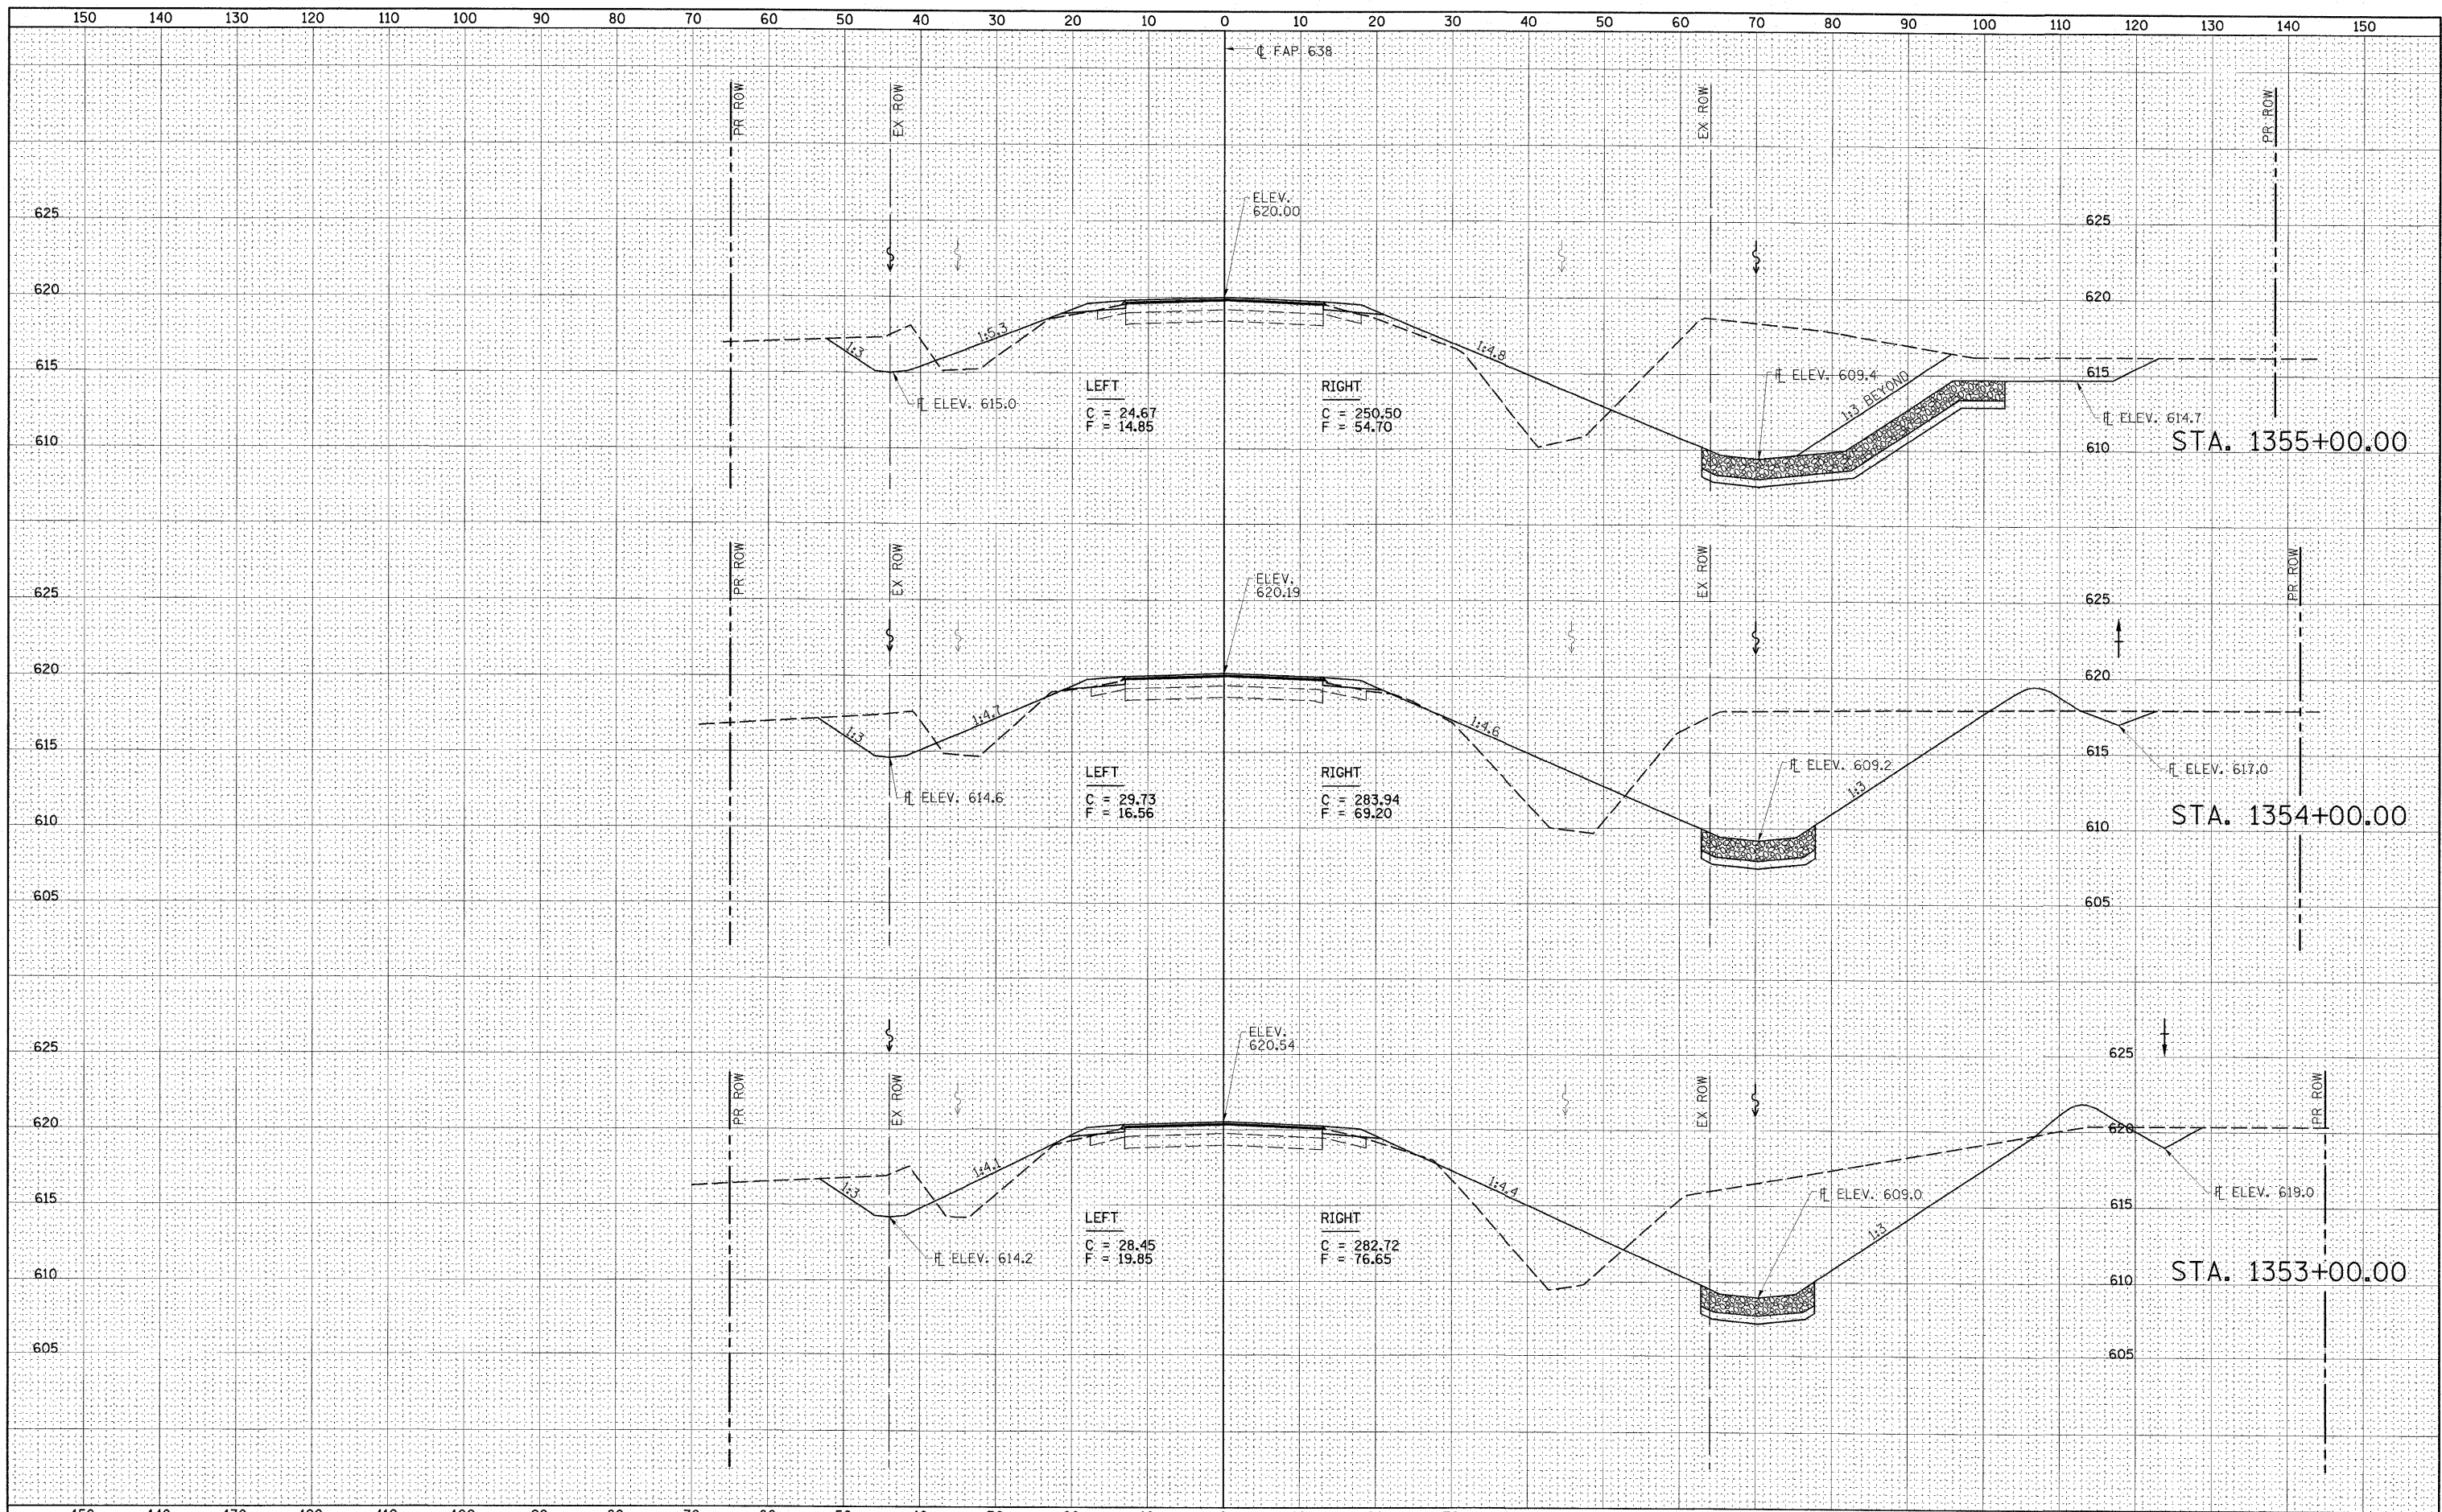 150 140 130 120 110 100 90 80 70 60 50 40 30 20 10 0 10 20 30 40 50 60 70 80 90 100 110 120 130 140 150
℄ FAP 638
PR ROW
EX ROW
EX ROW
PR ROW
ELEV.
620.00
625
625
620
620
1:3
1:5.3
1:4.8
615
615
℄ ELEV. 615.0
℄ ELEV. 609.4
1:3 BEYOND
℄ ELEV. 614.7
LEFT
C = 24.67
F = 14.85
RIGHT
C = 250.50
F = 54.70
610
610
STA. 1355+00.00
PR ROW
EX ROW
EX ROW
PR ROW
ELEV.
620.19
625
625
620
620
1:3
1:4.7
1:4.6
615
615
℄ ELEV. 614.6
℄ ELEV. 609.2
1:3
℄ ELEV. 617.0
LEFT
C = 29.73
F = 16.56
RIGHT
C = 283.94
F = 69.20
610
610
STA. 1354+00.00
605
605
ELEV.
620.54
625
625
PR ROW
EX ROW
EX ROW
PR ROW
620
620
1:3
1:4.1
1:4.4
615
615
℄ ELEV. 614.2
℄ ELEV. 609.0
1:3
℄ ELEV. 619.0
LEFT
C = 28.45
F = 19.85
RIGHT
C = 282.72
F = 76.65
610
610
STA. 1353+00.00
605
605